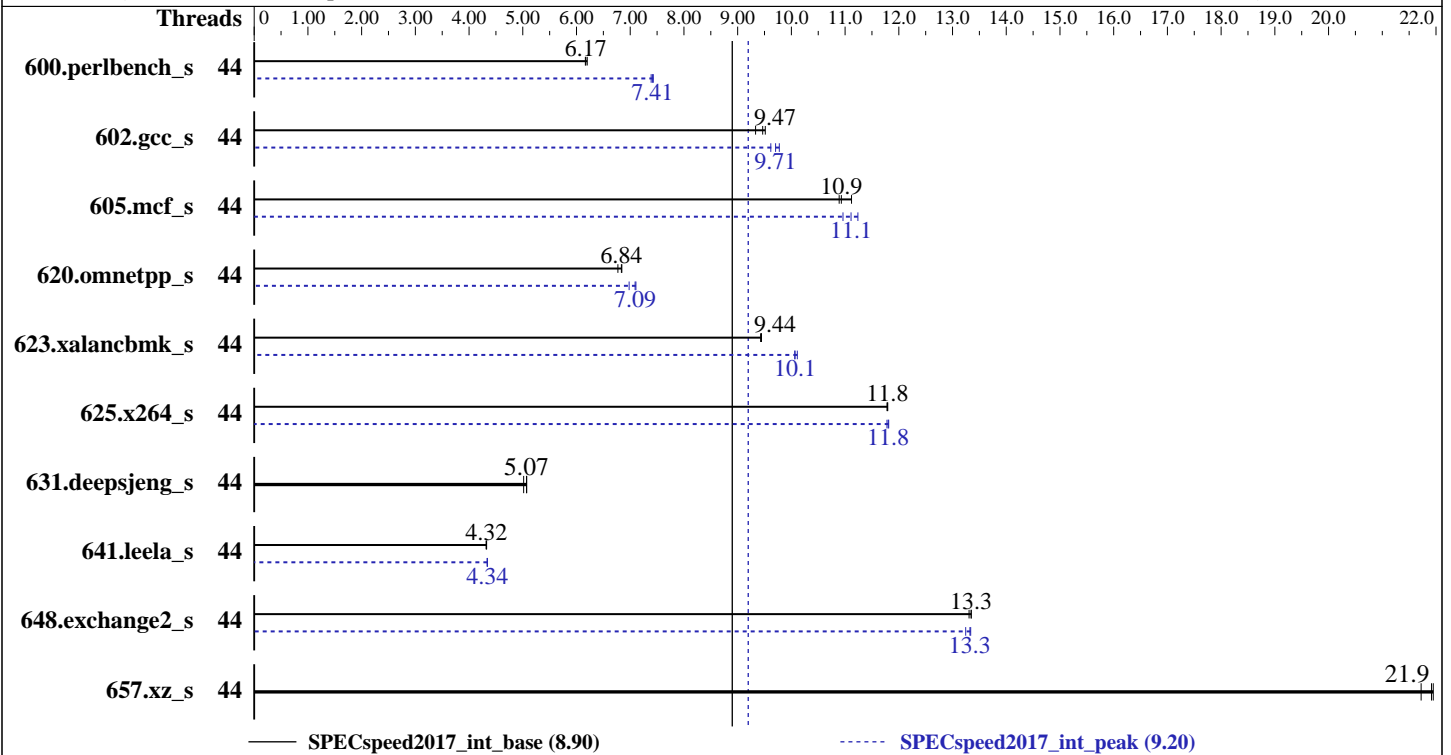 Threads 0 1.00 2.00 3.00 4.00 5.00 6.00 7.00 8.00 9.00 10.0 11.0 12.0 13.0 14.0 15.0 16.0 17.0 18.0 19.0 20.0 22.0
600.perlbench_s 44 6.17
7.41
602.gcc_s 44 9.47
9.71
605.mcf_s 44 10.9
11.1
620.omnetpp_s 44 6.84
7.09
623.xalancbmk_s 44 9.44
10.1
625.x264_s 44 11.8
11.8
631.deepsjeng_s 44 5.07
641.leela_s 44 4.32
4.34
648.exchange2_s 44 13.3
13.3
657.xz_s 44 21.9
SPECspeed2017_int_base (8.90) SPECspeed2017_int_peak (9.20)